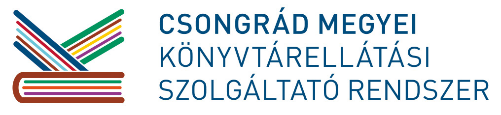 CSONGRÁD MEGYEI
KÖNYVTÁRELLÁTÁSI
SZOLGÁLTATÓ RENDSZER